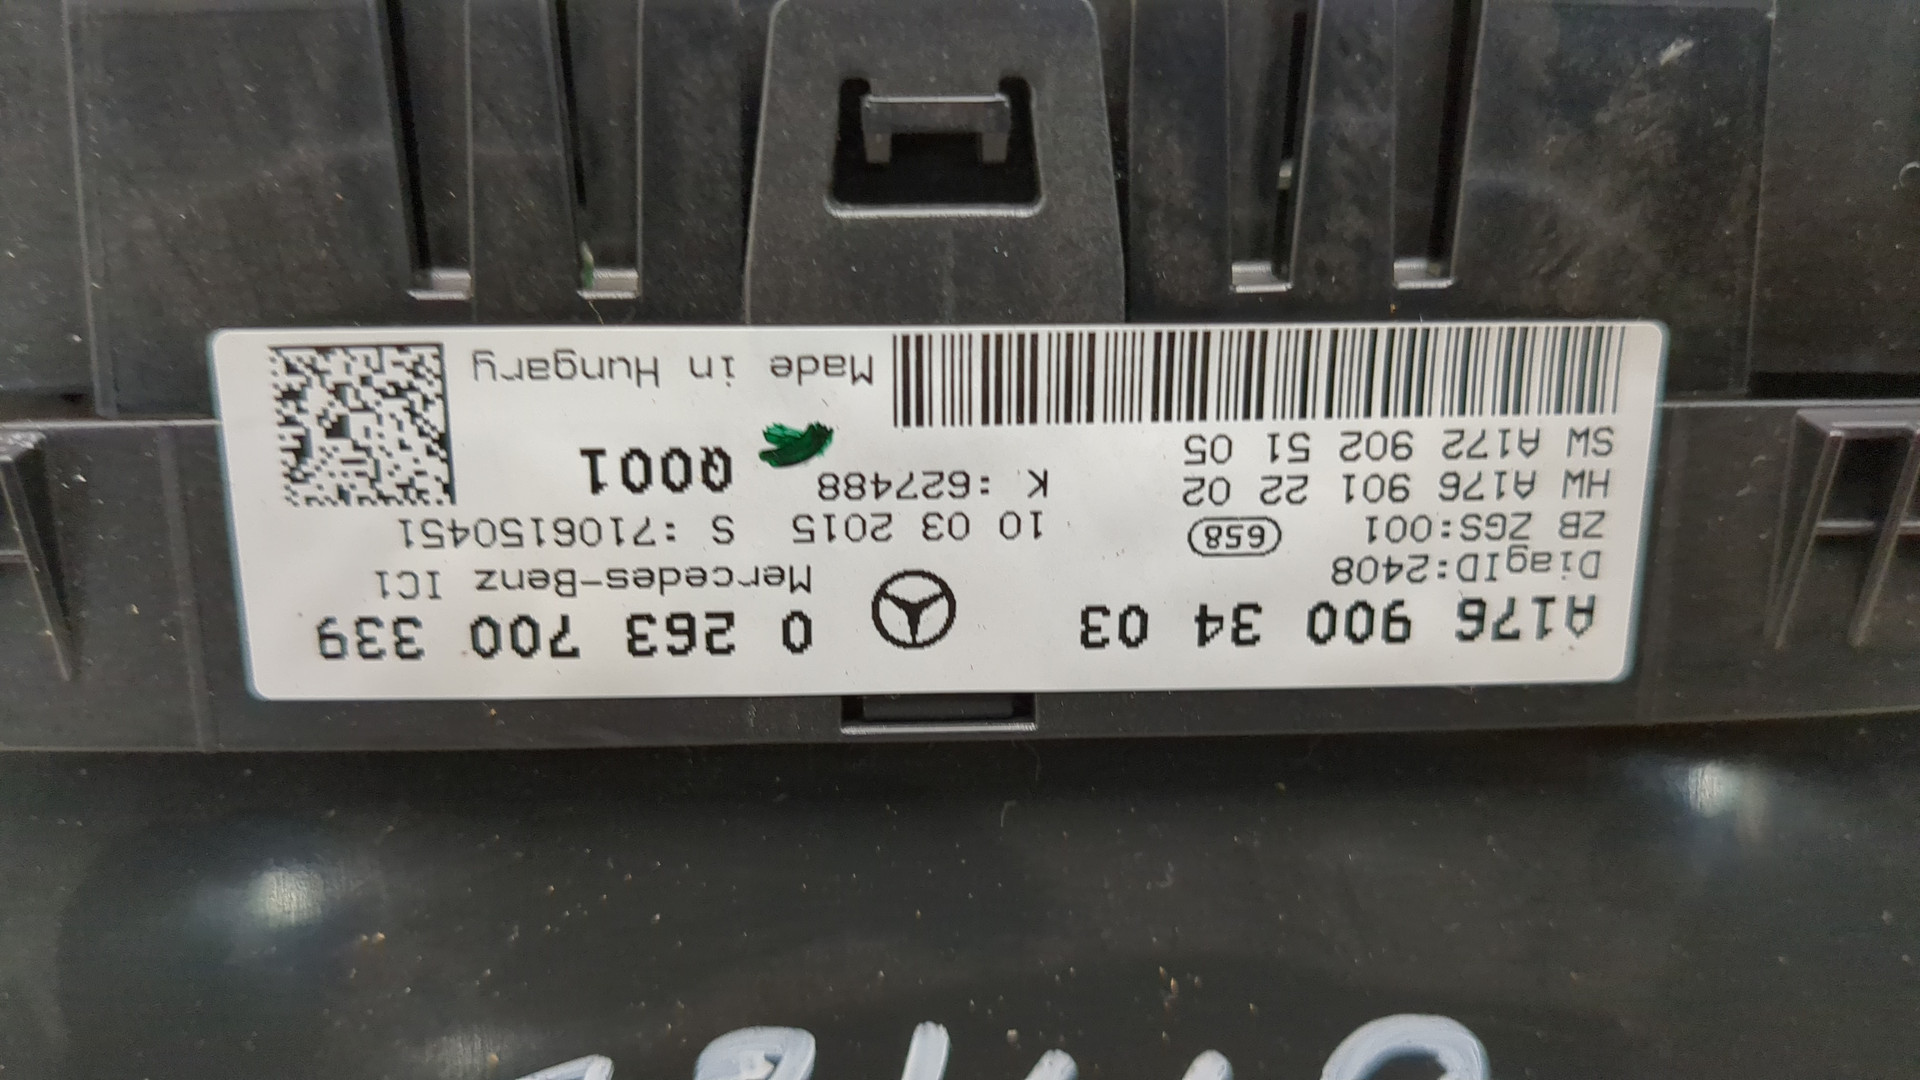 A176 900 34 03
0 263 700 339
DiagID:2408
Mercedes-Benz IC1
ZB ZGS:001
658
10 03 2015
S :7106150451
HW A176 901 22 02
K :627488
Q001
SW A172 902 51 05
Made in Hungary